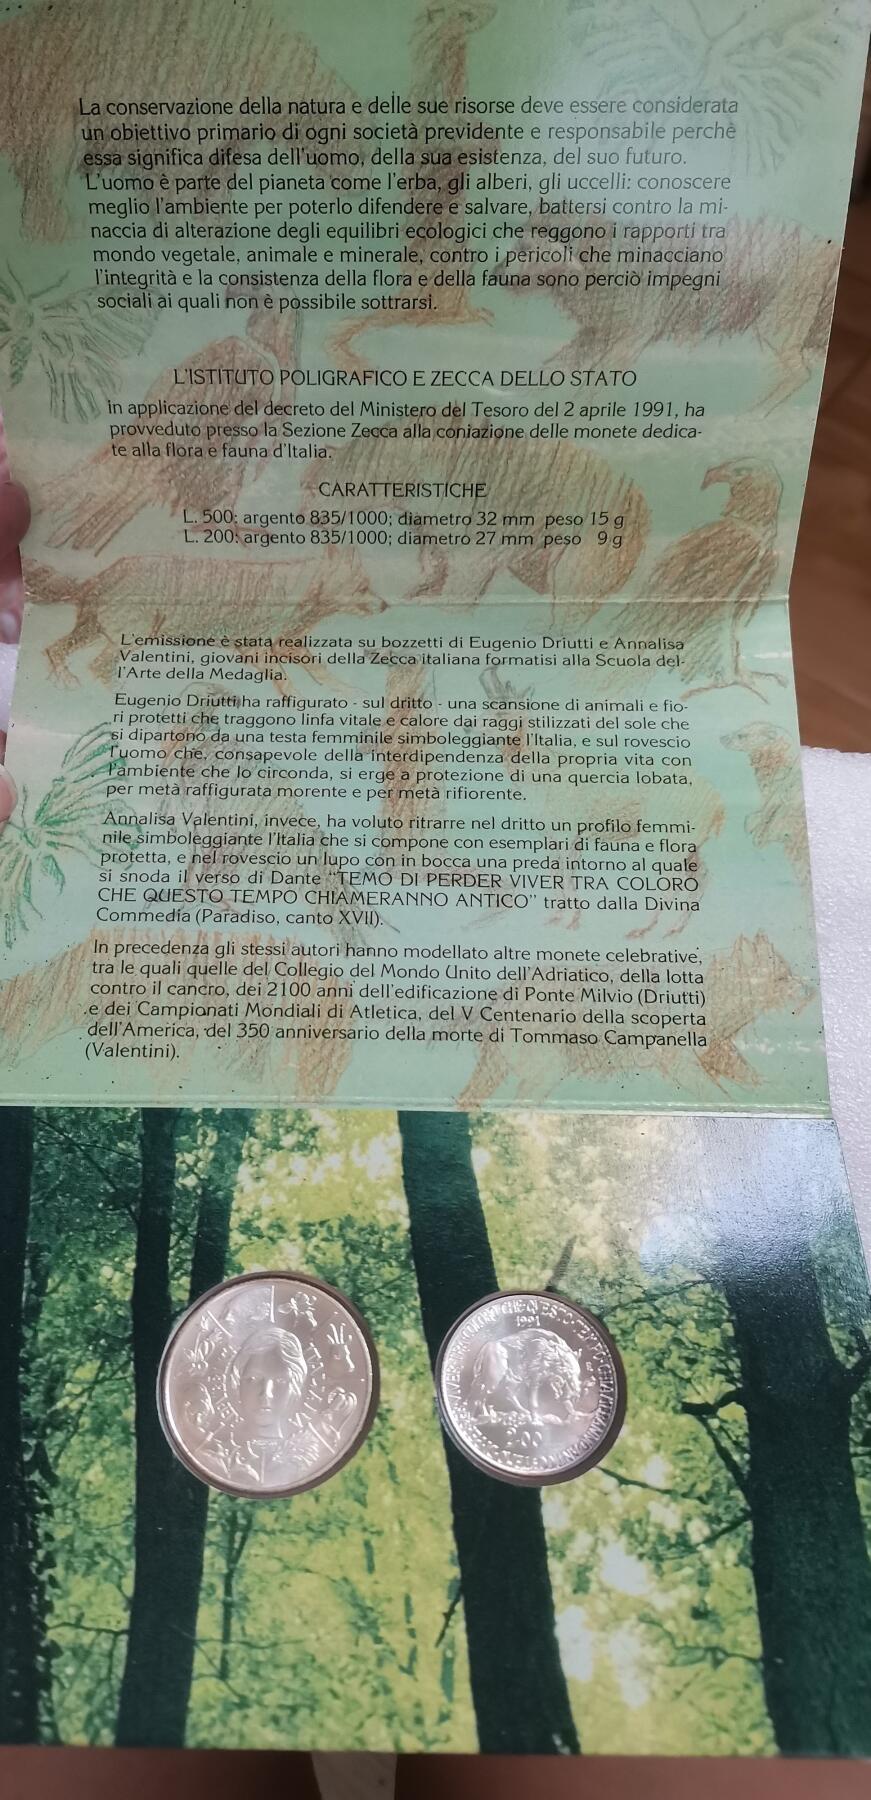 La conservazione della natura e delle sue risorse deve essere considerata
un obiettivo primario di ogni società previdente e responsabile perchè
essa significa difesa dell'uomo, della sua esistenza, del suo futuro.
L'uomo è parte del pianeta come l'erba, gli alberi, gli uccelli: conoscere
meglio l'ambiente per poterlo difendere e salvare, battersi contro la mi-
naccia di alterazione degli equilibri ecologici che reggono i rapporti tra
mondo vegetale, animale e minerale, contro i pericoli che minacciano
l'integrità e la consistenza della flora e della fauna sono perciò impegni
sociali ai quali non è possibile sottrarsi.
L'ISTITUTO POLIGRAFICO E ZECCA DELLO STATO
in applicazione del decreto del Ministero del Tesoro del 2 aprile 1991, ha
provveduto presso la Sezione Zecca alla coniazione delle monete dedica-
te alla flora e fauna d'Italia.
CARATTERISTICHE
L. 500: argento 835/1000; diametro 32 mm peso 15 g
L. 200: argento 835/1000; diametro 27 mm peso 9 g
L'emissione è stata realizzata su bozzetti di Eugenio Driutti e Annalisa
Valentini, giovani incisori della Zecca italiana formatisi alla Scuola del-
l'Arte della Medaglia.
Eugenio Driutti ha raffigurato - sul dritto - una scansione di animali e fio-
ri protetti che traggono linfa vitale e calore dai raggi stilizzati del sole che
si dipartono da una testa femminile simboleggiante l'Italia, e sul rovescio
l'uomo che, consapevole della interdipendenza della propria vita con
l'ambiente che lo circonda, si erge a protezione di una quercia lobata,
per metà raffigurata morente e per metà rifiorente.
Annalisa Valentini, invece, ha voluto ritrarre nel dritto un profilo femmi-
nile simboleggiante l'Italia che si compone con esemplari di fauna e flora
protetta, e nel rovescio un lupo con in bocca una preda intorno al quale
si snoda il verso di Dante "TEMO DI PERDER VIVER TRA COLORO
CHE QUESTO TEMPO CHIAMERANNO ANTICO" tratto dalla Divina
Commedia (Paradiso, canto XVII).
In precedenza gli stessi autori hanno modellato altre monete celebrative,
tra le quali quelle del Collegio del Mondo Unito dell'Adriatico, della lotta
contro il cancro, dei 2100 anni dell'edificazione di Ponte Milvio (Driutti)
e dei Campionati Mondiali di Atletica, del V Centenario della scoperta
dell'America, del 350 anniversario della morte di Tommaso Campanella
(Valentini).
1991